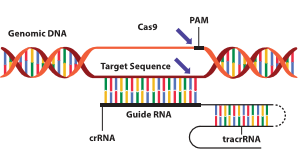 Cas9
PAM
Genomic DNA
Target Sequence
Guide RNA
crRNA
tracrRNA